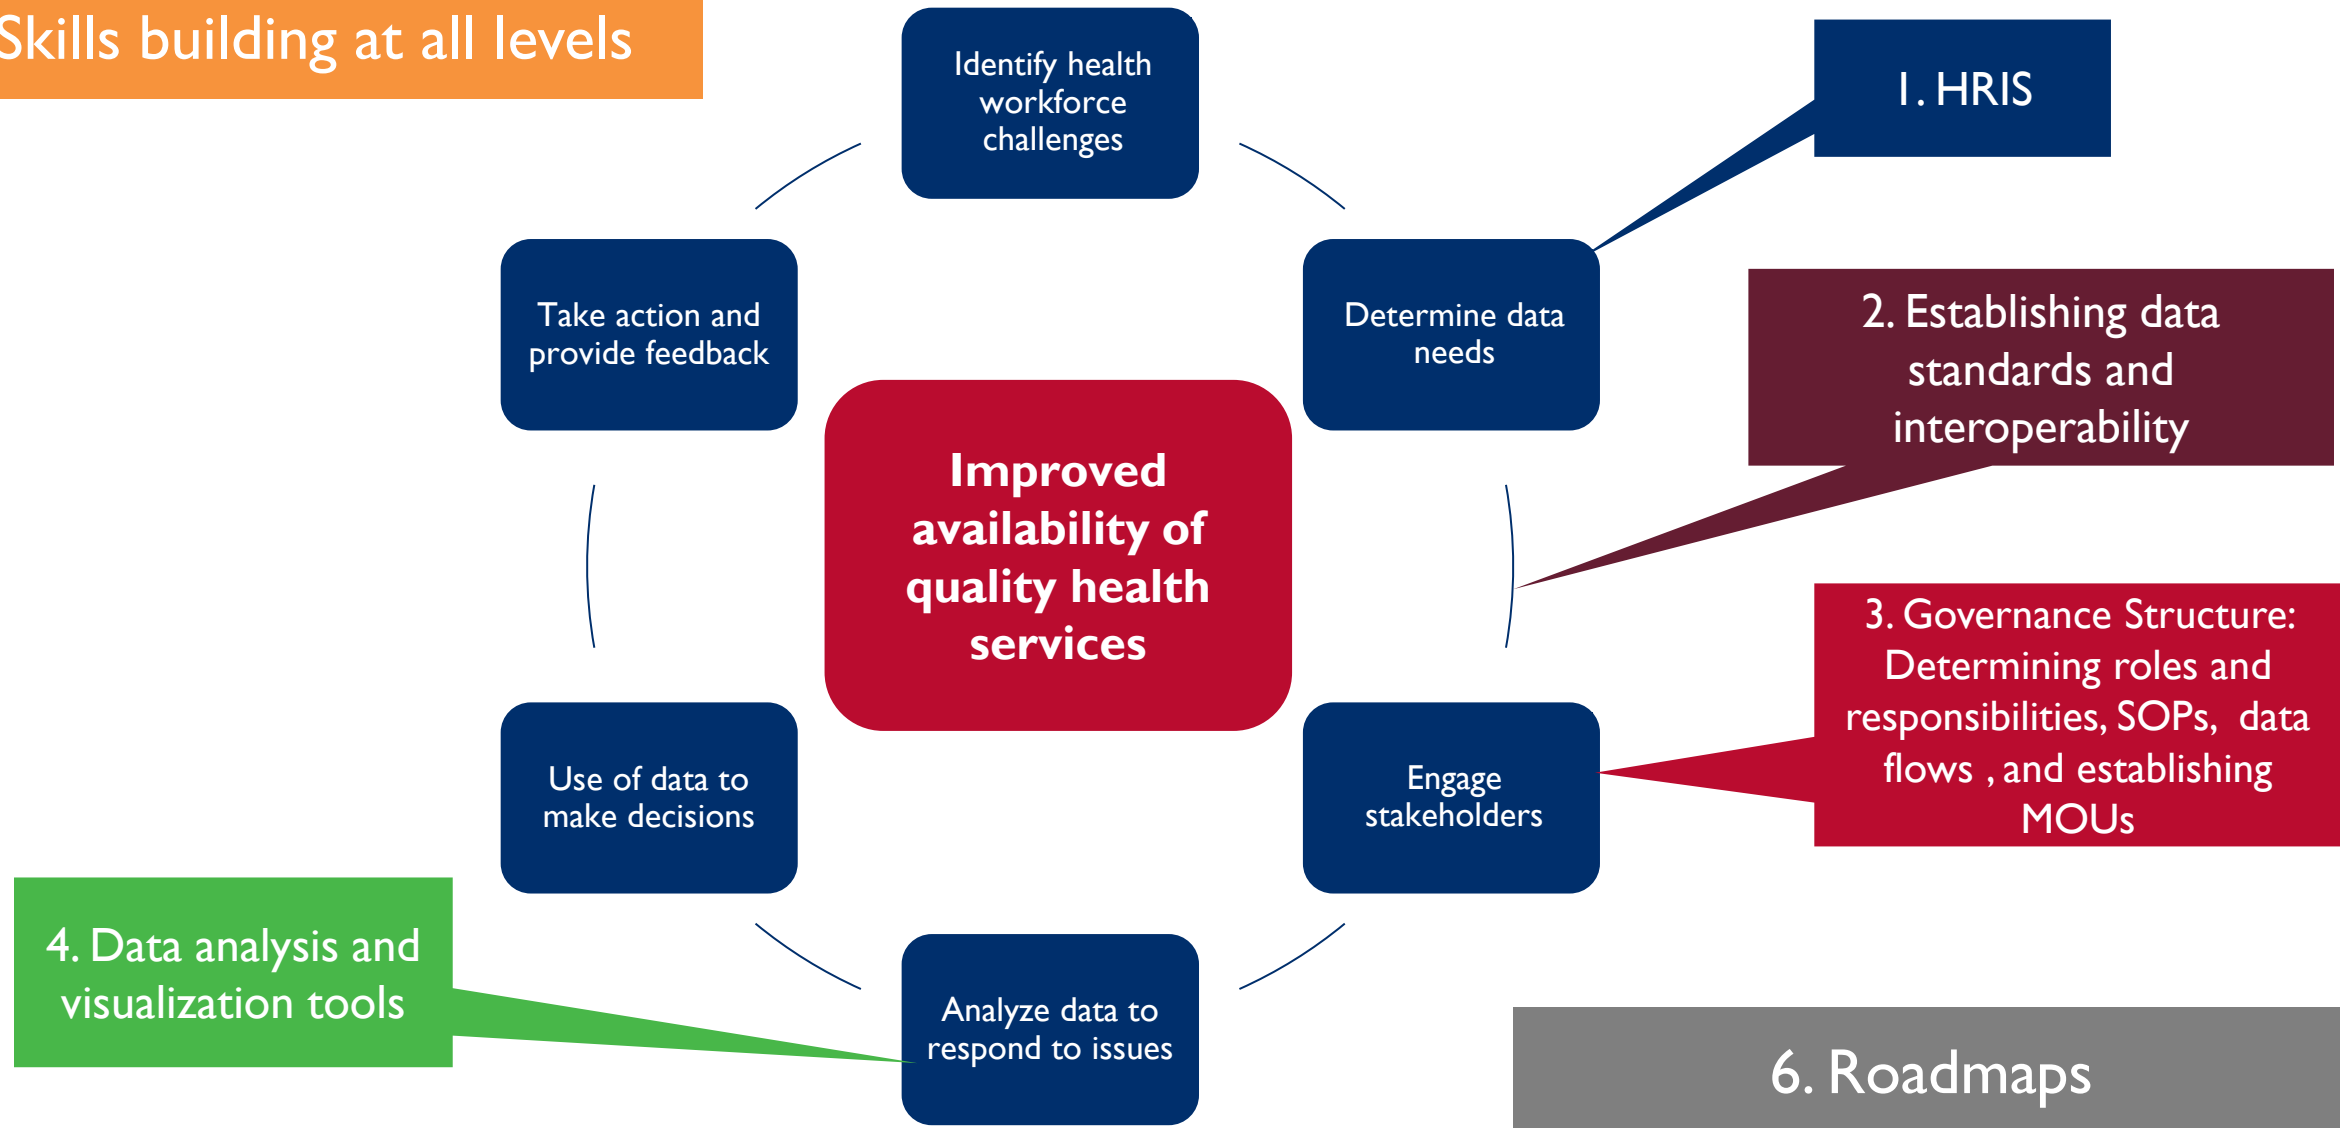 Skills building at all levels
Identify health
workforce
challenges
1. HRIS
Take action and
provide feedback
Determine data
needs
2. Establishing data
standards and
interoperability
Improved
availability of
quality health
services
3. Governance Structure:
Determining roles and
responsibilities, SOPs,  data
flows , and establishing
MOUs
Use of data to
make decisions
Engage
stakeholders
4. Data analysis and
visualization tools
Analyze data to
respond to issues
6. Roadmaps